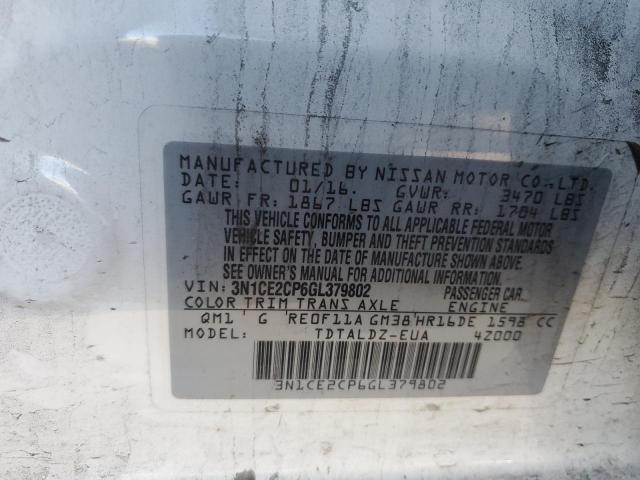 MANUFACTURED BY NISSAN MOTOR CO.,LTD.
DATE: 01/16. GVWR: 3470 LBS
GAWR FR: 1867 LBS GAWR RR: 1704 LBS
THIS VEHICLE CONFORMS TO ALL APPLICABLE FEDERAL MOTOR
VEHICLE SAFETY, BUMPER AND THEFT PREVENTION STANDARDS
IN EFFECT ON THE DATE OF MANUFACTURE SHOWN ABOVE.
SEE OWNER'S MANUAL FOR ADDITIONAL INFORMATION.
VIN: 3N1CE2CP6GL379802 PASSENGER CAR
COLOR TRIM TRANS AXLE ENGINE
QM1 G RE0F11A GM38 HR16DE 1598 CC
MODEL: TDTALDZ-EUA 4Z000
3N1CE2CP6GL379802